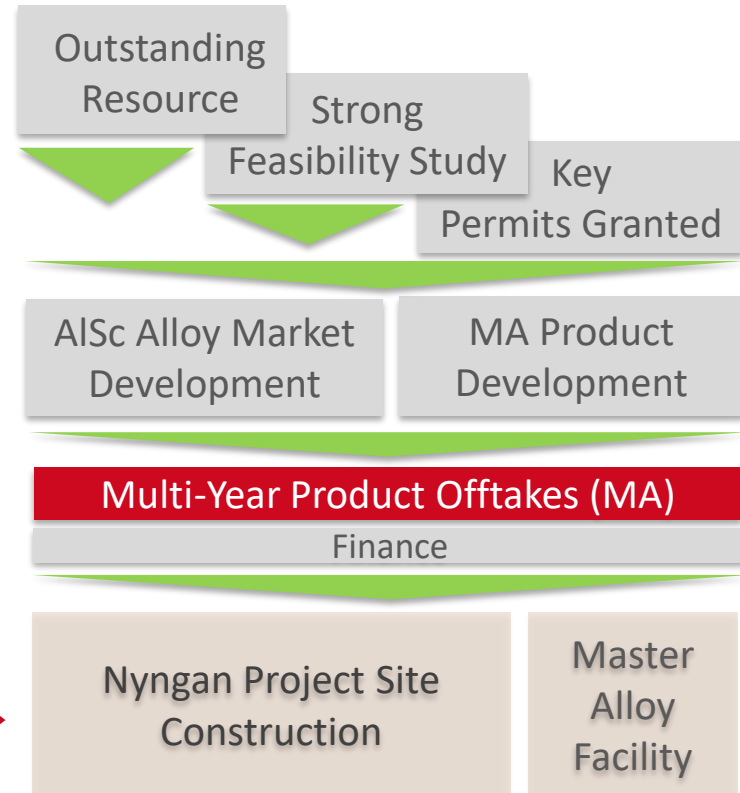 Outstanding
Resource
Strong
Feasibility Study
Key
Permits Granted
AlSc Alloy Market
Development
MA Product
Development
Multi-Year Product Offtakes (MA)
Finance
Nyngan Project Site
Construction
Master
Alloy
Facility